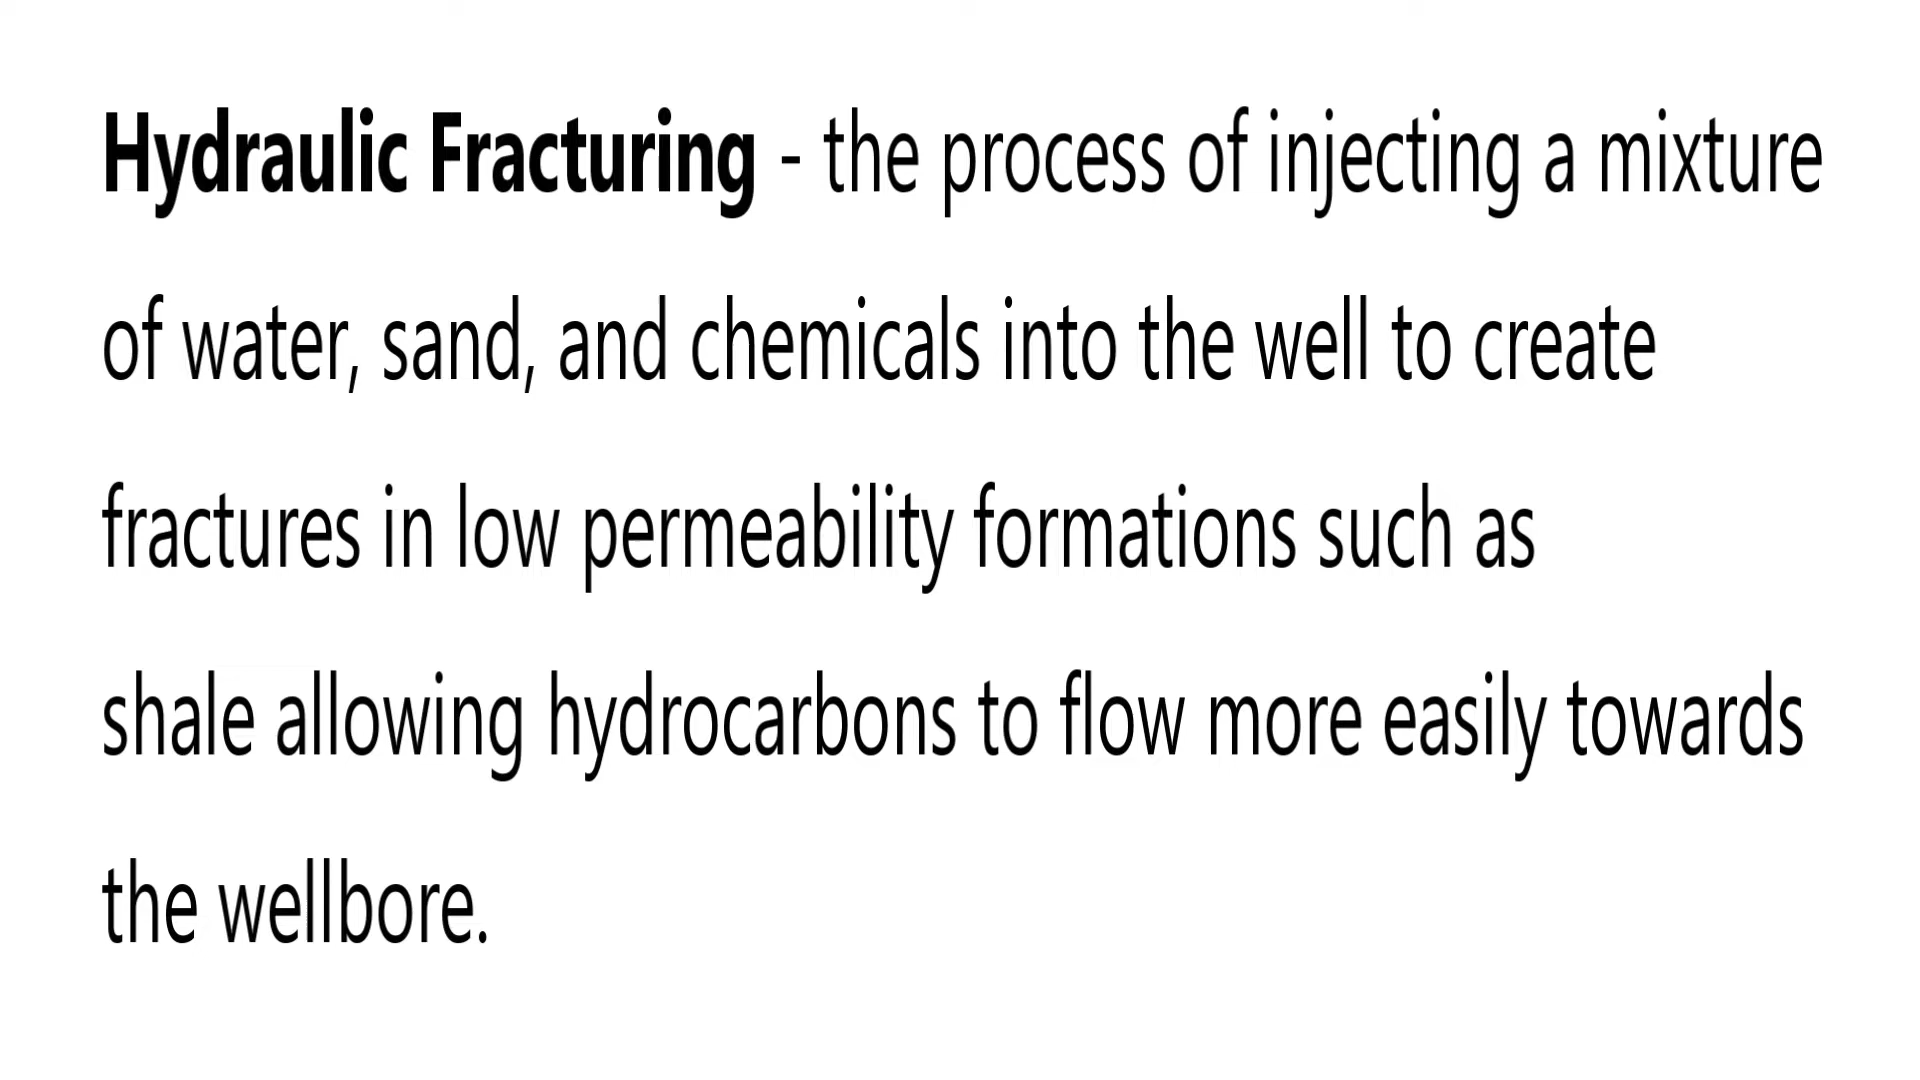 Hydraulic Fracturing - the process of injecting a mixture
of water, sand, and chemicals into the well to create
fractures in low permeability formations such as
shale allowing hydrocarbons to flow more easily towards
the wellbore.